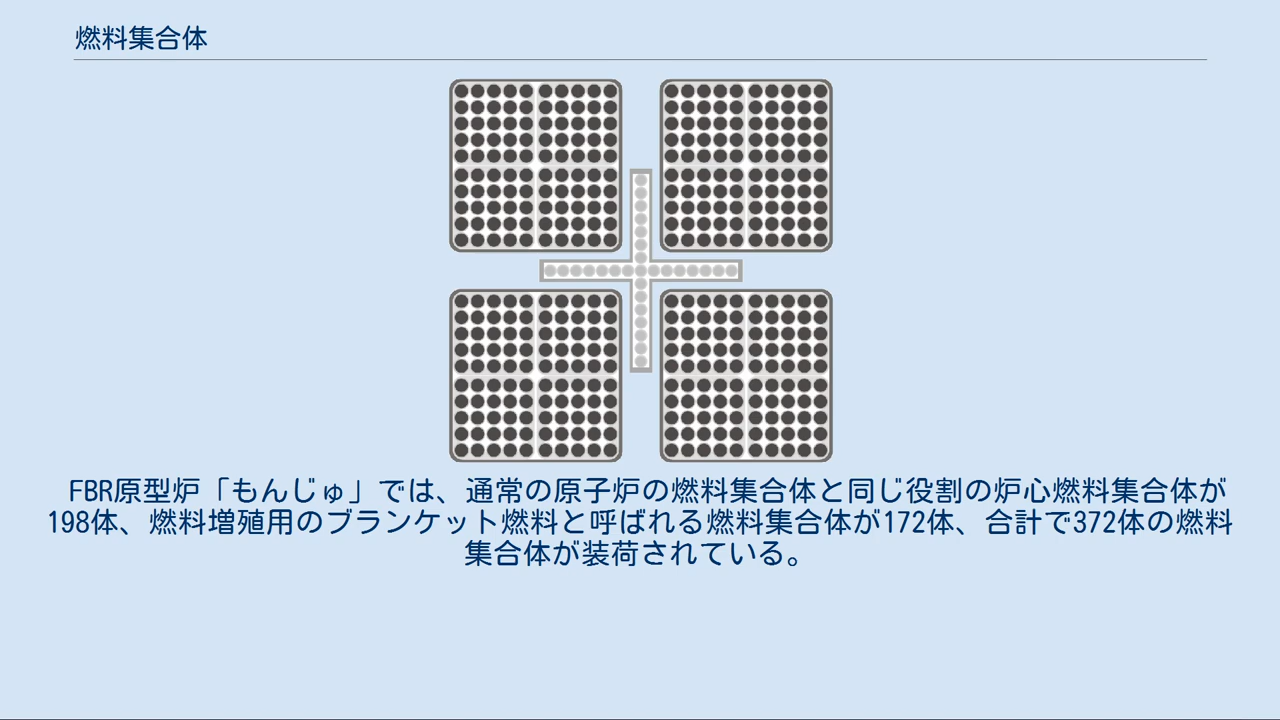 燃料集合体
FBR原型炉「もんじゅ」では、通常の原子炉の燃料集合体と同じ役割の炉心燃料集合体が
198体、燃料増殖用のブランケット燃料と呼ばれる燃料集合体が172体、合計で372体の燃料
集合体が装荷されている。